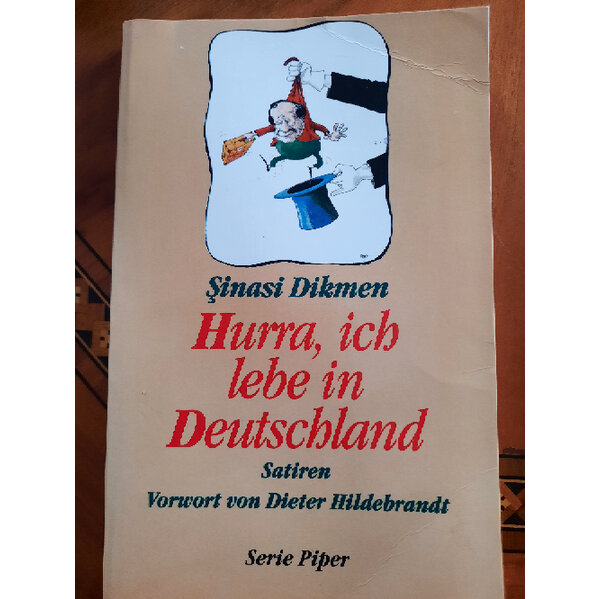 Şinasi Dikmen
Hurra, ich
lebe in
Deutschland
Satiren
Vorwort von Dieter Hildebrandt
Serie Piper